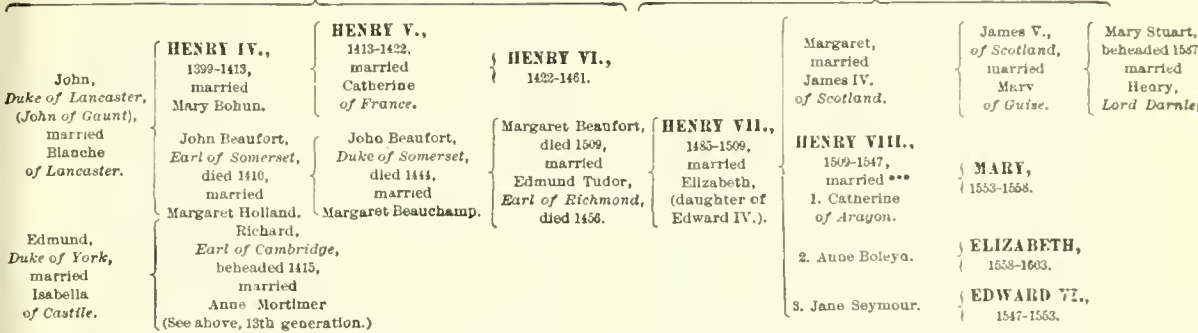 John,
Duke of Lancaster,
(John of Gaunt),
married
Blanche
of Lancaster.
HENRY IV.,
1399-1413,
married
Mary Bohun.
HENRY V.,
1413-1422,
married
Catherine
of France.
HENRY VI.,
1422-1461.
John Beaufort,
Earl of Somerset,
died 1410,
married
Margaret Holland.
John Beaufort,
Duke of Somerset,
died 1444,
married
Margaret Beauchamp.
Margaret Beaufort,
died 1509,
married
Edmund Tudor,
Earl of Richmond,
died 1456.
HENRY VII.,
1485-1509,
married
Elizabeth,
(daughter of
Edward IV.).
Margaret,
married
James IV.
of Scotland.
James V.,
of Scotland,
married
Mary
of Guise.
Mary Stuart,
beheaded 1587
married
Henry,
Lord Darnle
HENRY VIII.,
1509-1547,
married ***
1. Catherine
of Aragon.
MARY,
1553-1558.
2. Anne Boleyn.
ELIZABETH,
1558-1603.
3. Jane Seymour.
EDWARD VI.,
1547-1553.
Edmund,
Duke of York,
married
Isabella
of Castile.
Richard,
Earl of Cambridge,
beheaded 1415,
married
Anne Mortimer
(See above, 13th generation.)